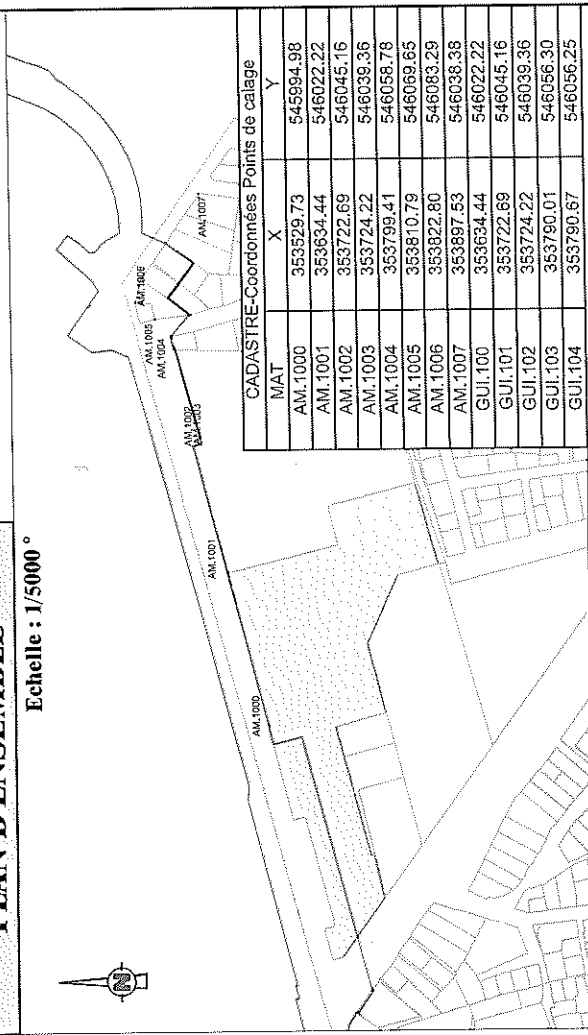 PLAN D'ENSEMBLE
Echelle : 1/5000 °
N
AM.1000
AM.1001
AM.1002
AM.1003
AM.1004
AM.1005
AM.1006
AM.1007
CADASTRE-Coordonnées Points de calage
MAT X Y
AM.1000 353529.73 545994.98
AM.1001 353634.44 546022.22
AM.1002 353722.69 546045.16
AM.1003 353724.22 546039.36
AM.1004 353799.41 546058.78
AM.1005 353810.79 546069.65
AM.1006 353822.80 546083.29
AM.1007 353897.53 546038.38
GUI.100 353634.44 546022.22
GUI.101 353722.69 546045.16
GUI.102 353724.22 546039.36
GUI.103 353790.01 546056.30
GUI.104 353790.67 546056.25